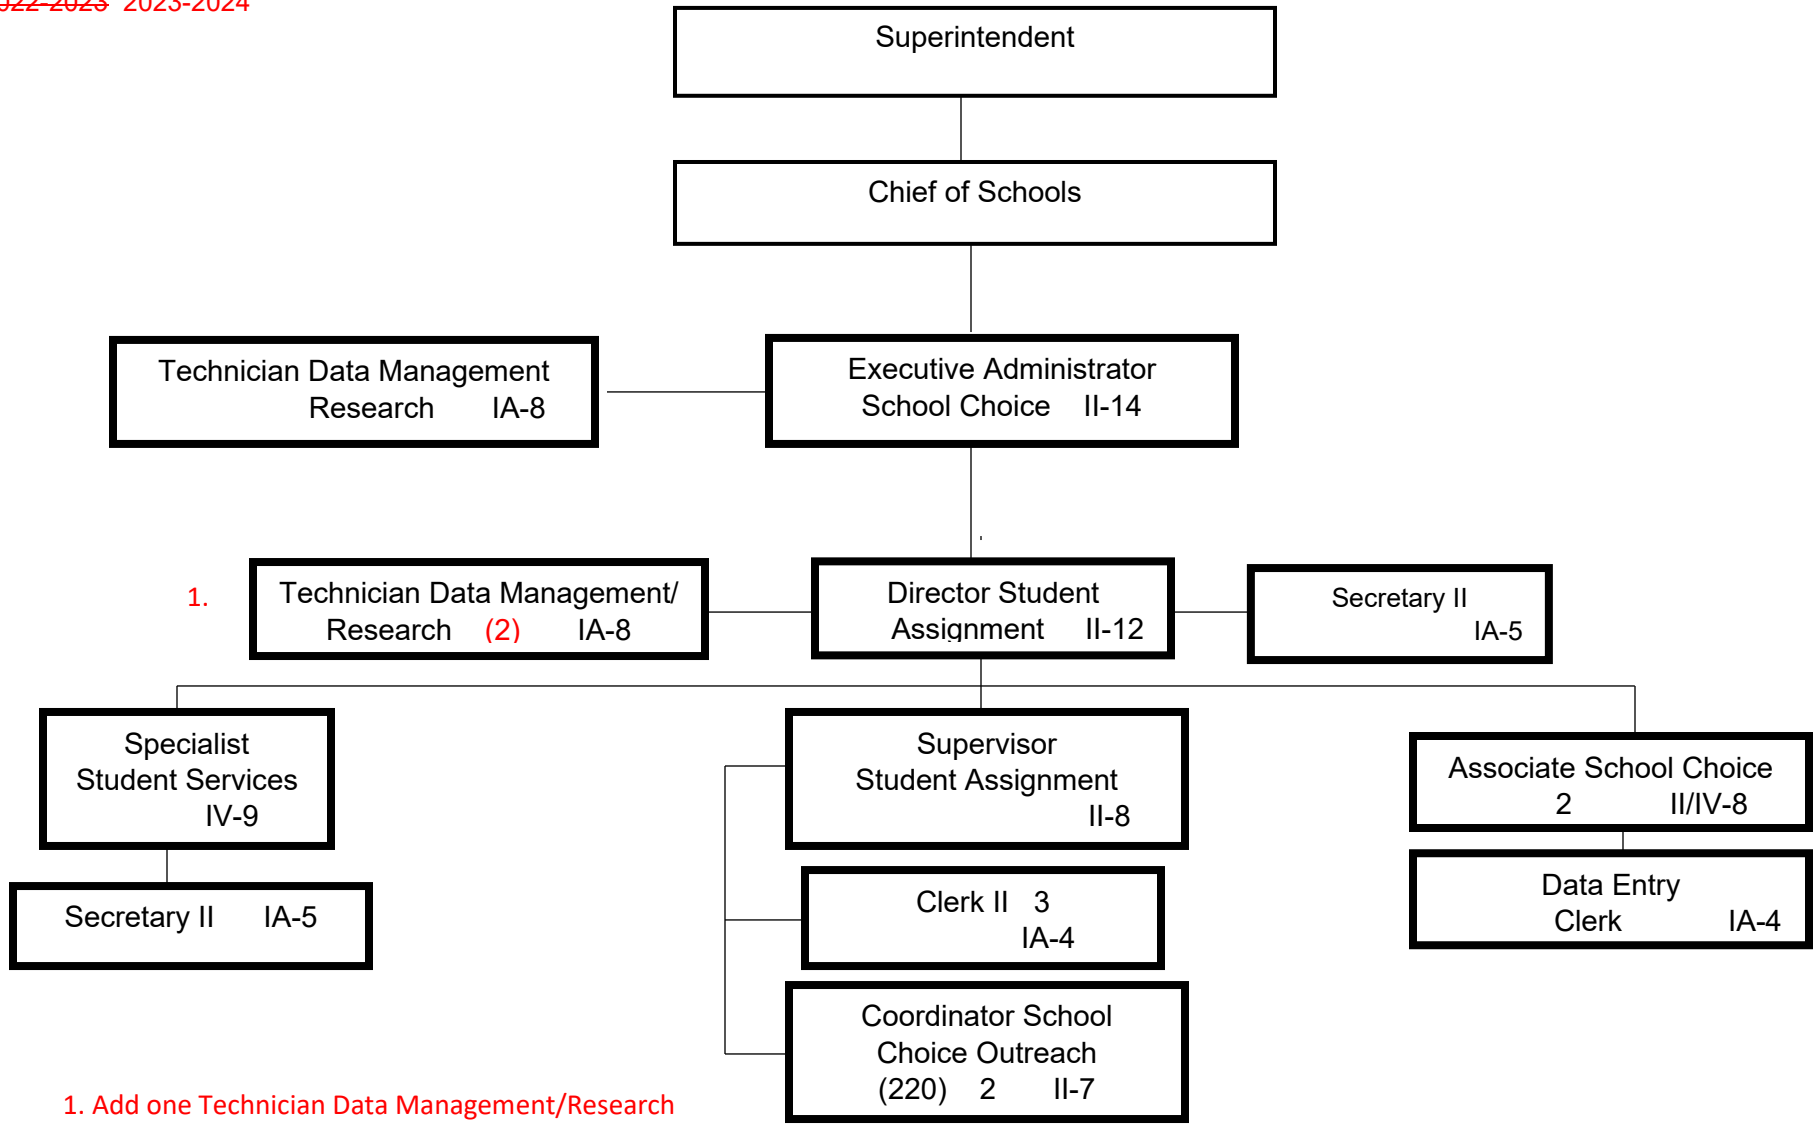 2023-2024
Superintendent
Chief of Schools
Technician Data Management
Research IA-8
Executive Administrator
School Choice II-14
1.
Technician Data Management/
Research (2) IA-8
Director Student
Assignment II-12
Secretary II
IA-5
Specialist
Student Services
IV-9
Secretary II IA-5
Supervisor
Student Assignment
II-8
Clerk II 3
IA-4
Coordinator School
Choice Outreach
(220) 2 II-7
Associate School Choice
2 II/IV-8
Data Entry
Clerk IA-4
1. Add one Technician Data Management/Research